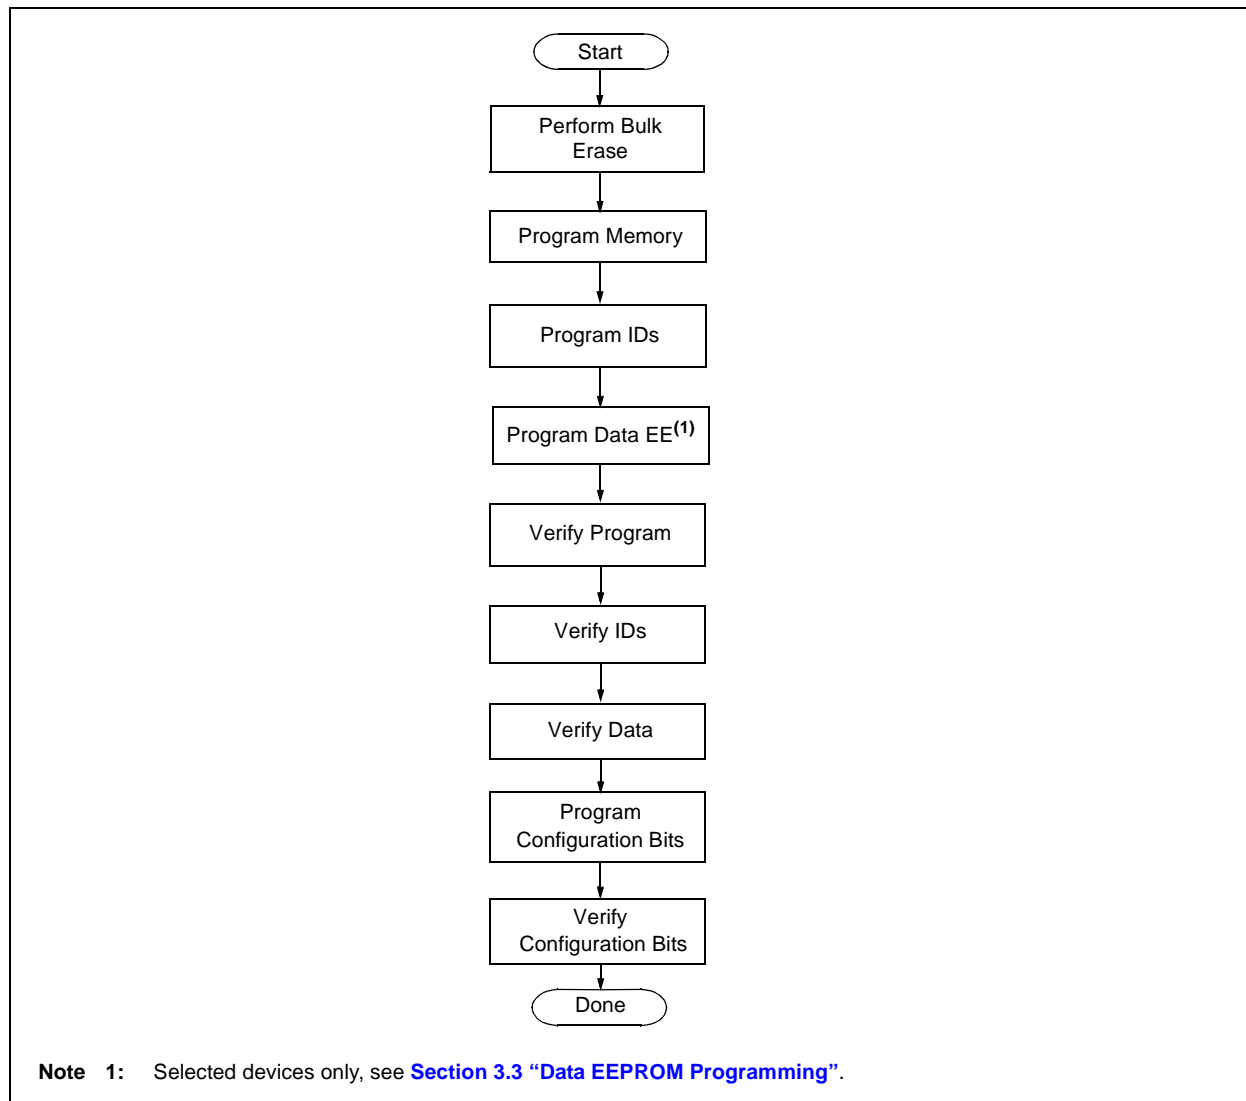 Start
Perform Bulk
Erase
Program Memory
Program IDs
Program Data EE(1)
Verify Program
Verify IDs
Verify Data
Program
Configuration Bits
Verify
Configuration Bits
Done
Note 1: Selected devices only, see Section 3.3 “Data EEPROM Programming”.